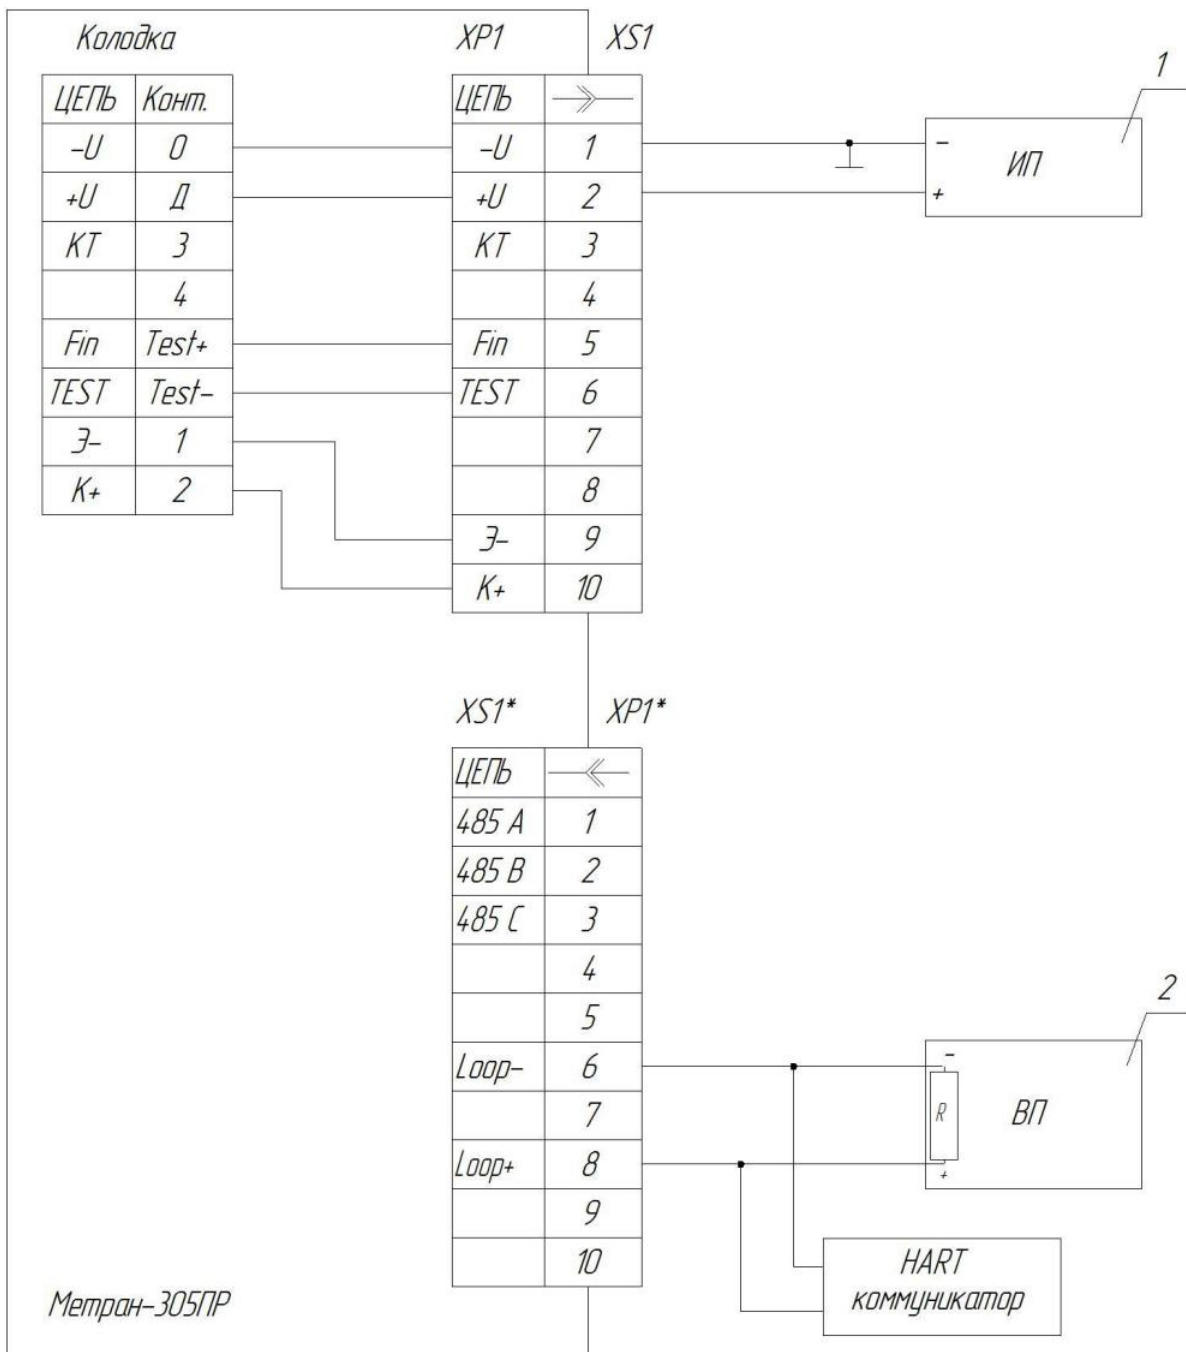 Колодка
ЦЕПЬ Конт.
-U 0
+U Д
КТ 3
4
Fin Test+
TEST Test-
Э- 1
К+ 2
XP1 XS1
ЦЕПЬ
-U 1
+U 2
КТ 3
4
Fin 5
TEST 6
7
8
Э- 9
К+ 10
1
-
ИП
+
XS1* XP1*
ЦЕПЬ
485 A 1
485 B 2
485 C 3
4
5
Loop- 6
7
Loop+ 8
9
10
2
-
R ВП
+
HART
коммуникатор
Метран-305ПР